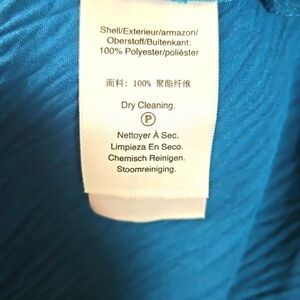 Shell/Exterieur/armazon/
Oberstoff/Buitenkant:
100% Polyester/poliéster
面料: 100% 聚酯纤维
Dry Cleaning.
P
Nettoyer À Sec.
Limpieza En Seco.
Chemisch Reinigen.
Stoomreiniging.